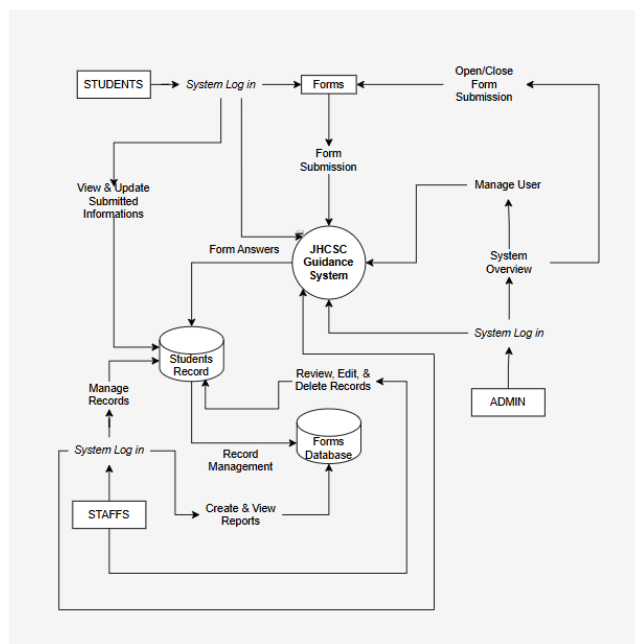 Open/Close
Form
Submission
STUDENTS
System Log in
Forms
Form
Submission
View & Update
Submitted
Informations
Manage User
Form Answers
JHCSC
Guidance
System
System
Overview
System Log in
Students
Record
Review, Edit, &
Delete Records
Manage
Records
ADMIN
System Log in
Record
Management
Forms
Database
STAFFS
Create & View
Reports